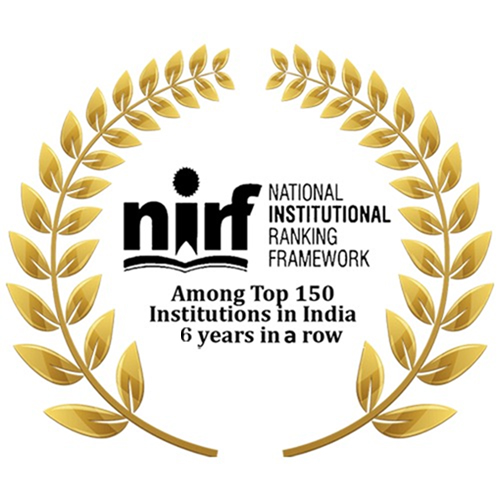 nirf
NATIONAL
INSTITUTIONAL
RANKING
FRAMEWORK
Among Top 150
Institutions in India
6 years in a row